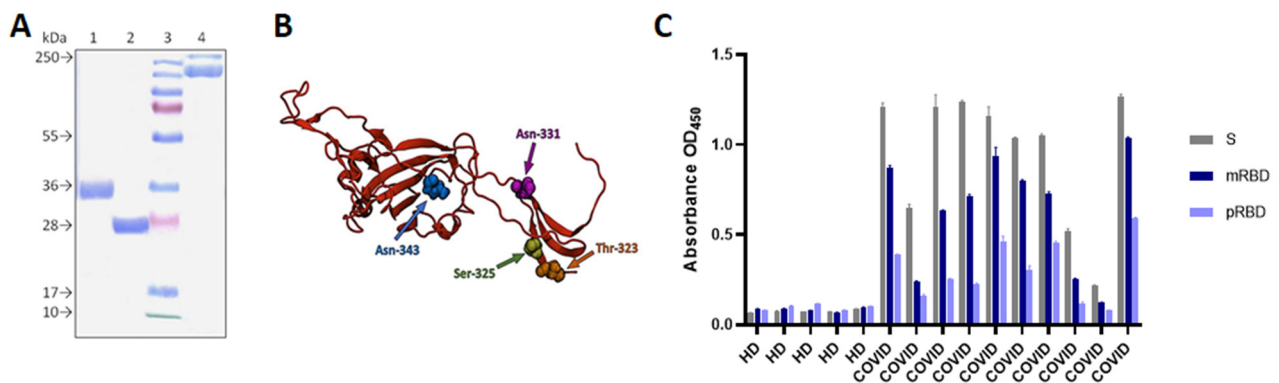 A
kDa
1 2 3 4
250→
55→
36→
28→
17→
10→
B
Asn-331
Asn-343
Ser-325
Thr-323
C
Absorbance OD450
1.5
1.0
0.5
0.0
HD HD HD HD HD COVID COVID COVID COVID COVID COVID COVID COVID COVID COVID
S
mRBD
pRBD